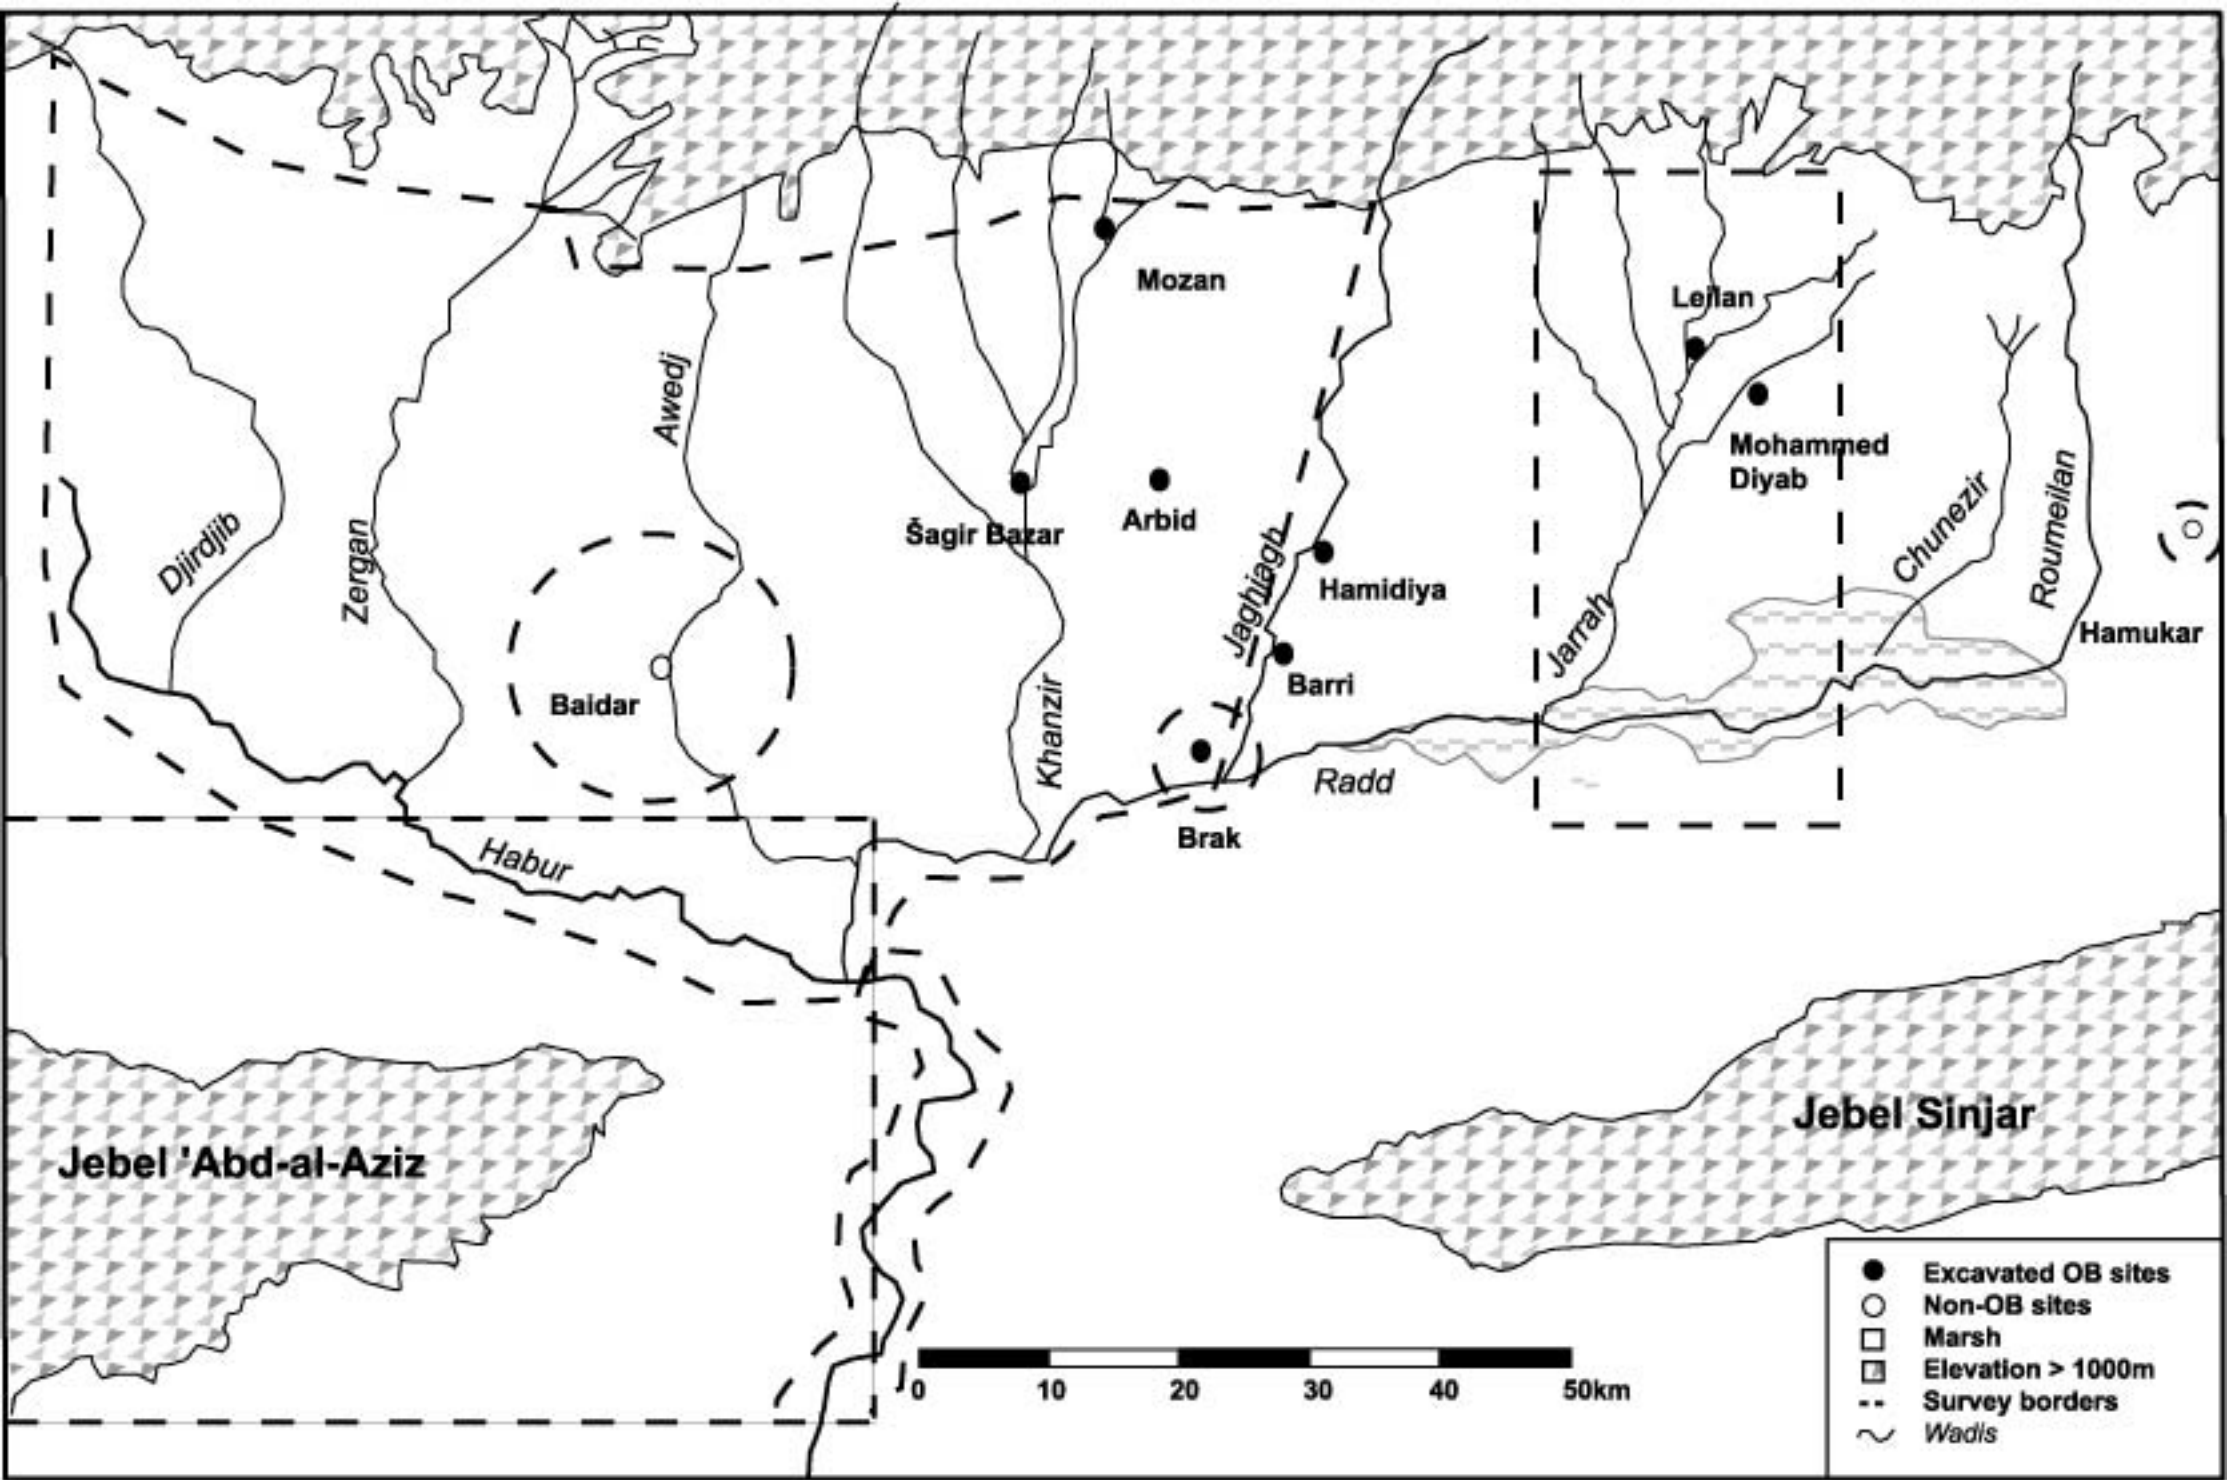 Mozan
Leilan
Awedj
Mohammed
Diyab
Šagir Bazar
Arbid
Djirdjib
Zergan
Chunezir
Roumeilan
Jaghjagh
Hamidiya
Jarrah
Hamukar
Barri
Baidar
Khanzir
Radd
Brak
Habur
Jebel Sinjar
Jebel 'Abd-al-Aziz
Excavated OB sites
Non-OB sites
Marsh
Elevation > 1000m
Survey borders
Wadis
0 10 20 30 40 50km